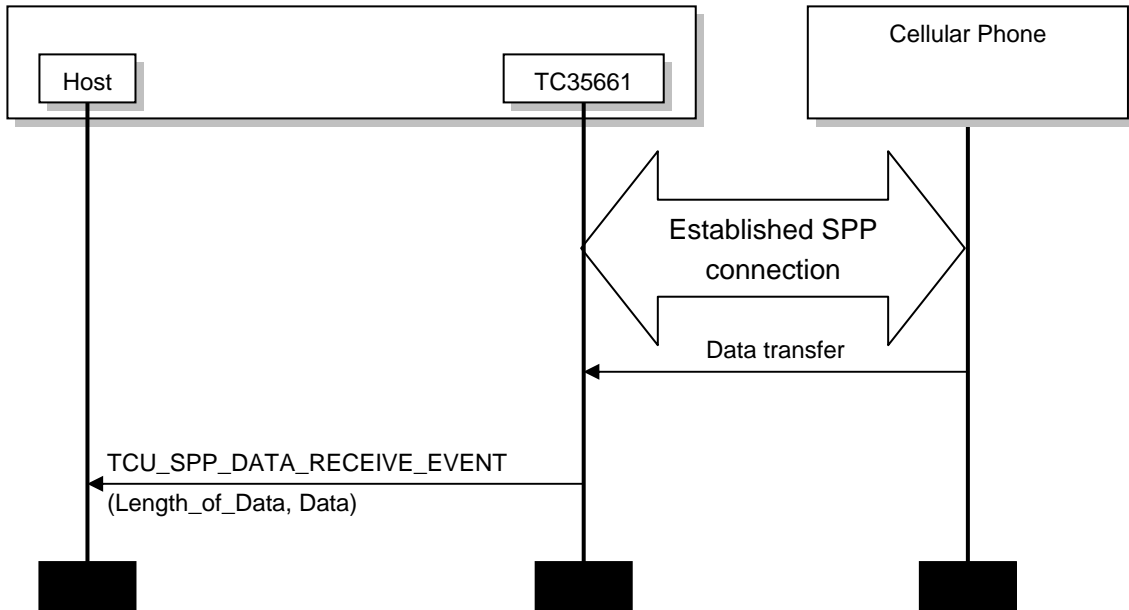 Cellular Phone
Host
TC35661
Established SPP
connection
Data transfer
TCU_SPP_DATA_RECEIVE_EVENT
(Length_of_Data, Data)